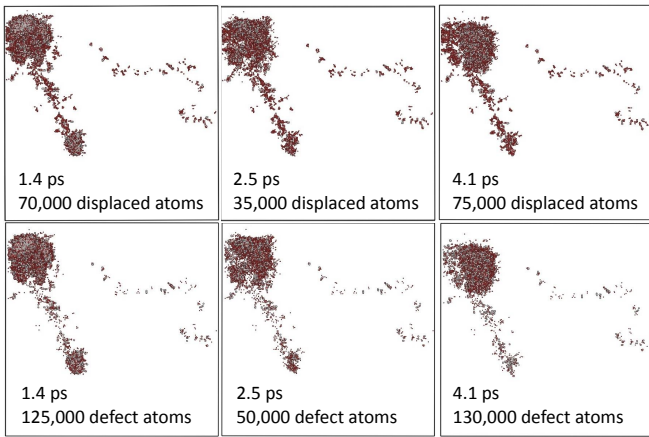 1.4 ps
70,000 displaced atoms
2.5 ps
35,000 displaced atoms
4.1 ps
75,000 displaced atoms
1.4 ps
125,000 defect atoms
2.5 ps
50,000 defect atoms
4.1 ps
130,000 defect atoms